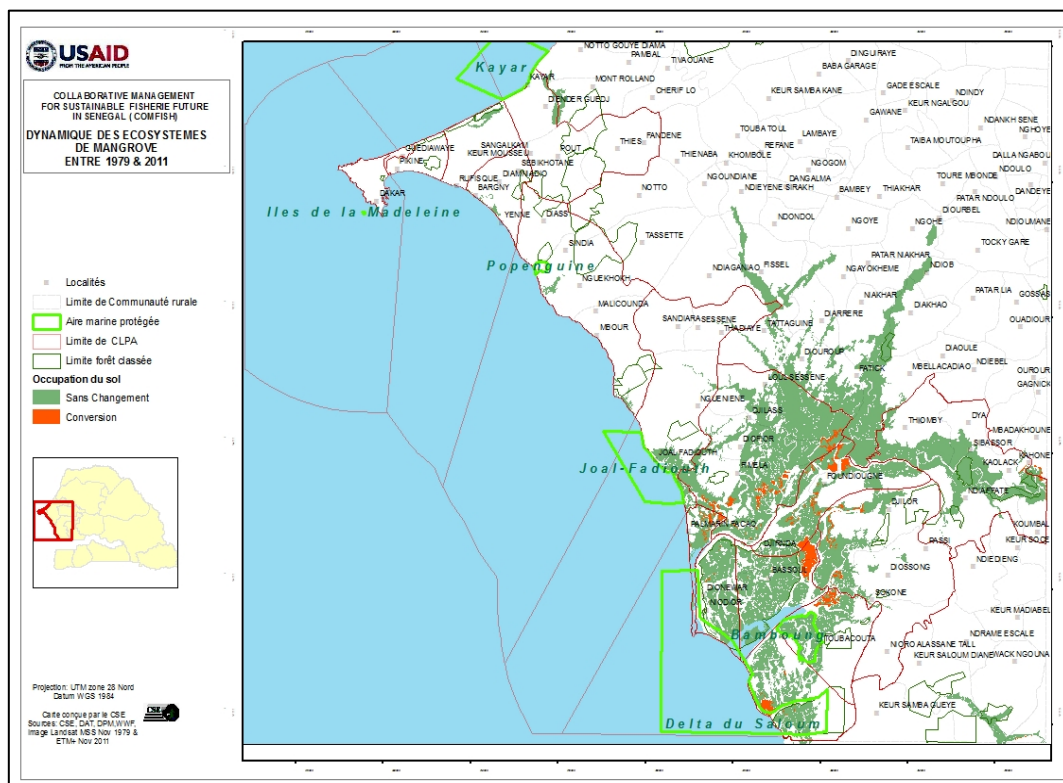 USAID
FROM THE AMERICAN PEOPLE
COLLABORATIVE MANAGEMENT
FOR SUSTAINABLE FISHERIE FUTURE
IN SENEGAL (COMFISH)
DYNAMIQUE DES ECOSYSTEMES
DE MANGROVE
ENTRE 1979 & 2011
Localités
Limite de Communauté rurale
Aire marine protégée
Limite de CLPA
Limite forêt classée
Occupation du sol
Sans Changement
Conversion
Projection: UTM zone 28 Nord
Datum WGS 1984
Carte conçue par le CSE
Sources: CSE, DAT, DPM,WWF,
Image Landsat MSS Nov 1979 &
ETM+ Nov 2011
CSE
NOTTO GOUYE DIAMA
PAMBAL
TIVAOUANE
DINGUIRAYE
BABA GARAGE
Kayar
KAYAR
MONT ROLLAND
CHERIF LO
KEUR SAMBA KANE
GADE ESCALE
NDINDY
DIENDER GUEDJ
GAWANE
KEUR NGALGOU
NDANKH SENE
NGHOYE
GUEDIAWAYE
PIKINE
SANGALKAM
KEUR MOUSSEU
POUT
SEBIKHOTANE
THIES
FANDENE
TOUBA TOUL
LAMBAYE
REFANE
TAIBA MOUTOUPHA
THIENABA
KHOMBOLE
NGOGOM
DALLA NGABOU
NDOULO
RUFISQUE
DIAMNADIO
BARGNY
NOTTO
NGOUNDIANE
NDIEYENE SIRAKH
DANGALMA
BAMBEY
THIAKHAR
TOURE MBONDE
PATAR NDOULO
DANDEYE
DAKAR
Iles de la Madeleine
YENNE
DIASS
NDONDOL
NGOYE
NGOHE
DIOURBEL
NDIOUMANE
SINDIA
TASSETTE
TOCKY GARE
Popenguine
NGUEKHOKH
NDIAGANIAO
FISSEL
PATAR NIAKHAR
NGAYOKHEME
NDIOB
MALICOUNDA
NIAKHAR
DIAKHAO
PATAR LIA
GOSSAS
MBOUR
SANDIARA
SESSENE
THADIAYE
TATTAGUINE
DIARRERE
OUADIOUR
DIOUROUP
FATICK
MBELLACADIAO
DIAOULE
NDIEBEL
OUROUR
GAGNICK
LOUL SESSENE
NGUENIENE
DJILASS
THIOMBY
DYA
MBADAKHOUNE
DIOFIOR
SIBASSOR
KAHONE
KAOLACK
JOAL FADIOUTH
Joal-Fadiouth
FIMELA
FOUNDIOUGNE
NDIAFFATE
DJILOR
PALMARIN FACAO
KOUMBAL
KEUR SOCE
DJIRNDA
PASSI
BASSOUL
DIOSSONG
NDIEDIENG
DIONEWAR
NIODIOR
SOKONE
KEUR MADIABEL
Bamboung
TOUBACOUTA
NDRAME ESCALE
NIORO ALASSANE TALL
KEUR SALOUM DIANE
WACK NGOUNA
KEUR SAMBA GUEYE
Delta du Saloum